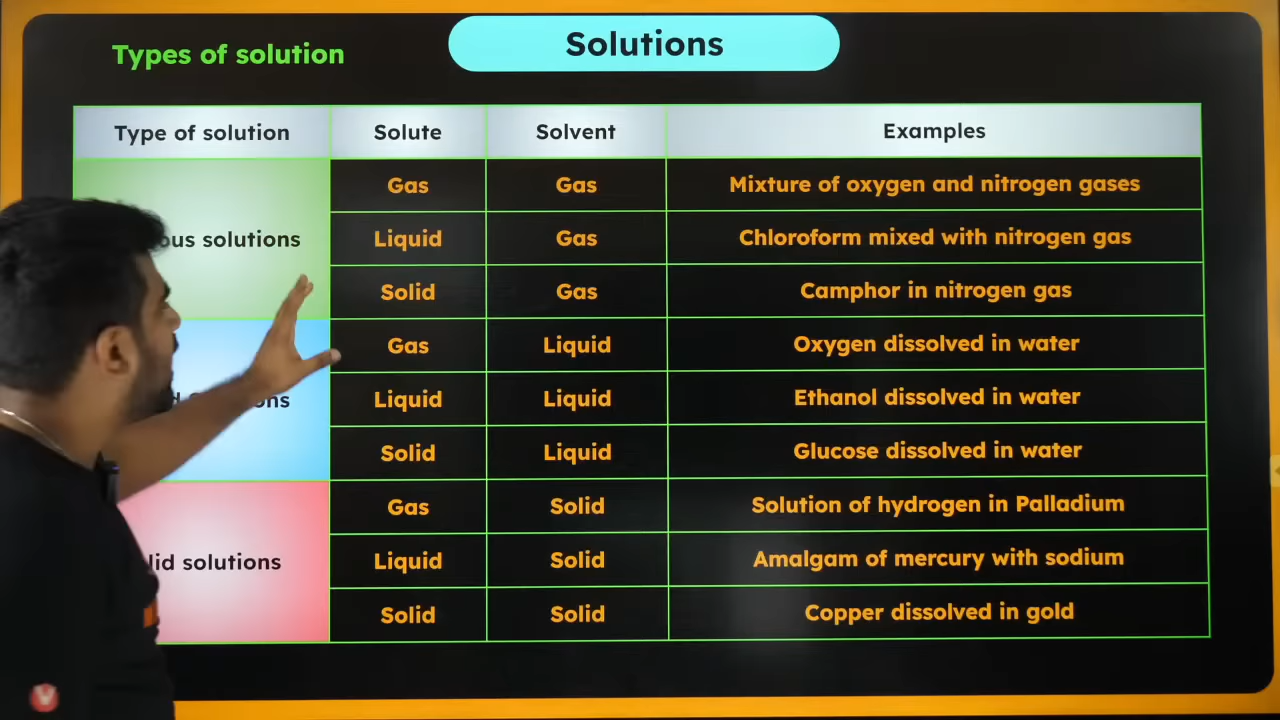 Solutions
Types of solution
Type of solution Solute Solvent Examples
Gas Gas Mixture of oxygen and nitrogen gases
solutions Liquid Gas Chloroform mixed with nitrogen gas
Solid Gas Camphor in nitrogen gas
Gas Liquid Oxygen dissolved in water
Liquid Liquid Ethanol dissolved in water
Solid Liquid Glucose dissolved in water
Gas Solid Solution of hydrogen in Palladium
solutions Liquid Solid Amalgam of mercury with sodium
Solid Solid Copper dissolved in gold